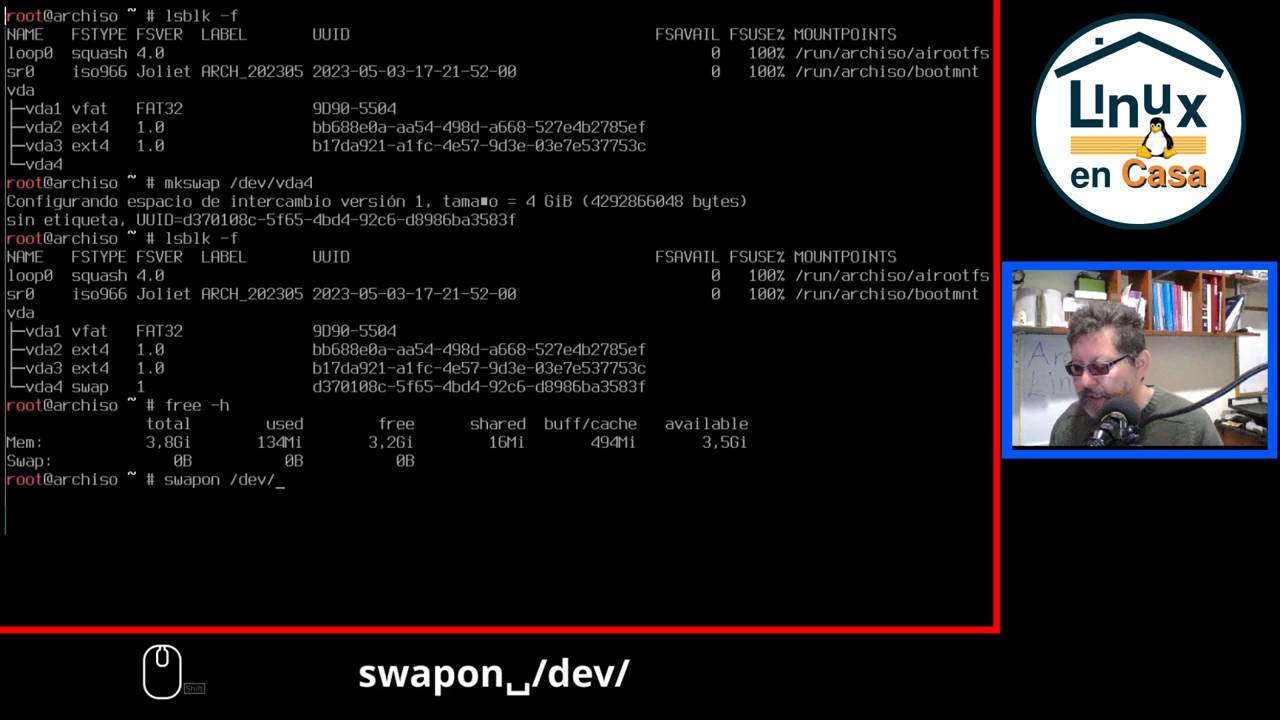 root@archiso ~ # lsblk -f
NAME FSTYPE FSVER LABEL UUID FSAVAIL FSUSE% MOUNTPOINTS
loop0 squash 4.0 0 100% /run/archiso/airootfs
sr0 iso966 Joliet ARCH_202305 2023-05-03-17-21-52-00 0 100% /run/archiso/bootmnt
vda
├─vda1 vfat FAT32 9D90-5504
├─vda2 ext4 1.0 bb688e0a-aa54-498d-a668-527e4b2785ef
├─vda3 ext4 1.0 b17da921-a1fc-4e57-9d3e-03e7e537753c
└─vda4
root@archiso ~ # mkswap /dev/vda4
Configurando espacio de intercambio versión 1, tama■o = 4 GiB (4292866048 bytes)
sin etiqueta, UUID=d370108c-5f65-4bd4-92c6-d8986ba3583f
root@archiso ~ # lsblk -f
NAME FSTYPE FSVER LABEL UUID FSAVAIL FSUSE% MOUNTPOINTS
loop0 squash 4.0 0 100% /run/archiso/airootfs
sr0 iso966 Joliet ARCH_202305 2023-05-03-17-21-52-00 0 100% /run/archiso/bootmnt
vda
├─vda1 vfat FAT32 9D90-5504
├─vda2 ext4 1.0 bb688e0a-aa54-498d-a668-527e4b2785ef
├─vda3 ext4 1.0 b17da921-a1fc-4e57-9d3e-03e7e537753c
└─vda4 swap 1 d370108c-5f65-4bd4-92c6-d8986ba3583f
root@archiso ~ # free -h
total used free shared buff/cache available
Mem: 3,8Gi 134Mi 3,2Gi 16Mi 494Mi 3,5Gi
Swap: 0B 0B 0B
root@archiso ~ # swapon /dev/_
Linux
en Casa
Shift
swapon␣/dev/